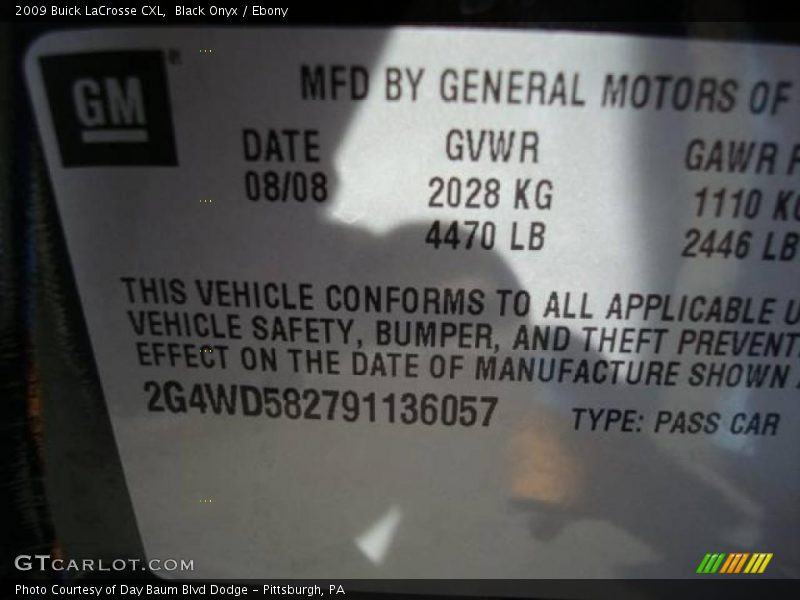 2009 Buick LaCrosse CXL, Black Onyx / Ebony
GM
MFD BY GENERAL MOTORS OF
DATE GVWR GAWR
08/08 2028 KG 1110 KG
4470 LB 2446 LB
THIS VEHICLE CONFORMS TO ALL APPLICABLE U
VEHICLE SAFETY, BUMPER, AND THEFT PREVENT
EFFECT ON THE DATE OF MANUFACTURE SHOWN
2G4WD582791136057 TYPE: PASS CAR
GTCARLOT.COM
Photo Courtesy of Day Baum Blvd Dodge - Pittsburgh, PA